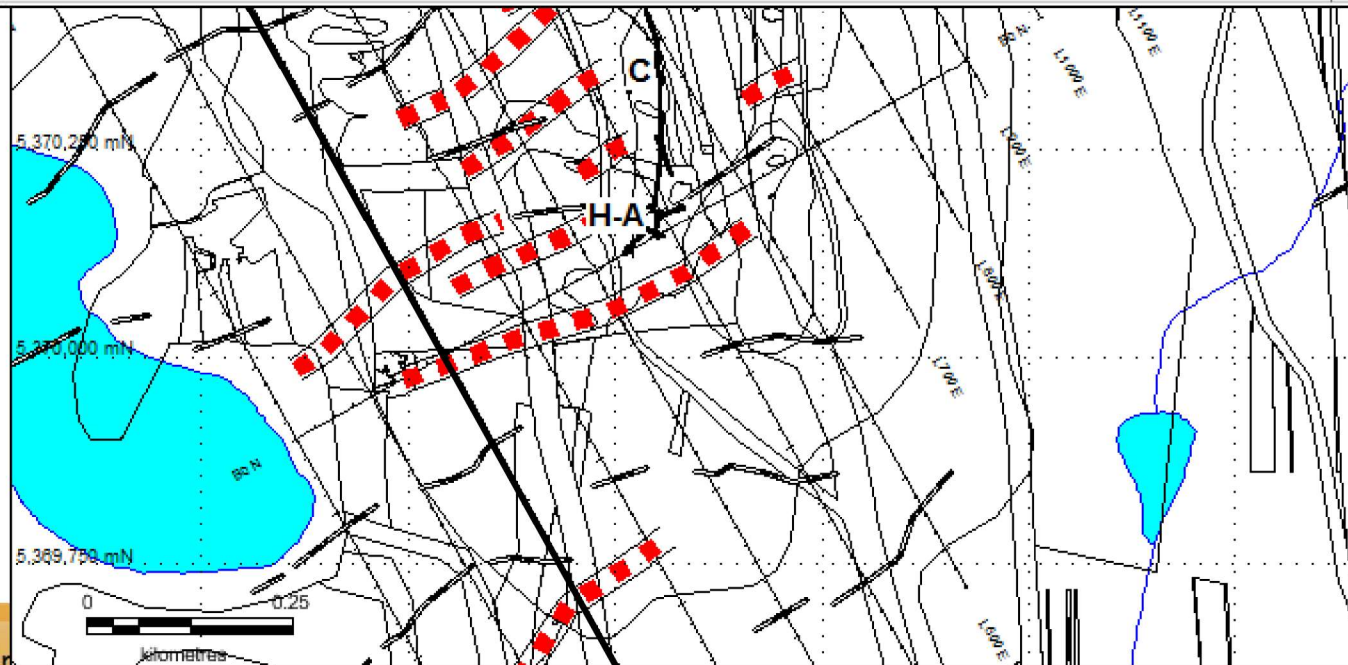 L1100 E
BP N
L1000 E
C
5,370,250 mN
L900 E
H-A
L800 E
5,370,000 mN
L700 E
5,369,750 mN
0
0.25
kilometres
L600 E